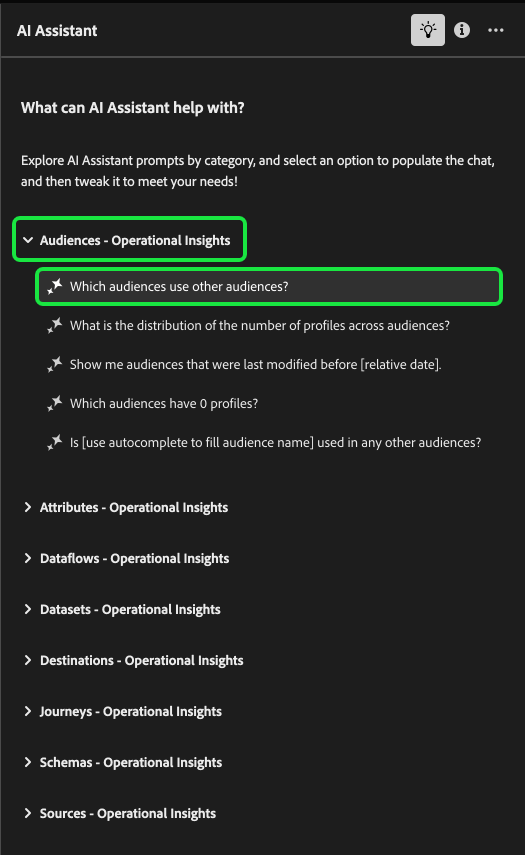 AI Assistant
What can AI Assistant help with?
Explore AI Assistant prompts by category, and select an option to populate the chat,
and then tweak it to meet your needs!
Audiences - Operational Insights
Which audiences use other audiences?
What is the distribution of the number of profiles across audiences?
Show me audiences that were last modified before [relative date].
Which audiences have 0 profiles?
Is [use autocomplete to fill audience name] used in any other audiences?
Attributes - Operational Insights
Dataflows - Operational Insights
Datasets - Operational Insights
Destinations - Operational Insights
Journeys - Operational Insights
Schemas - Operational Insights
Sources - Operational Insights